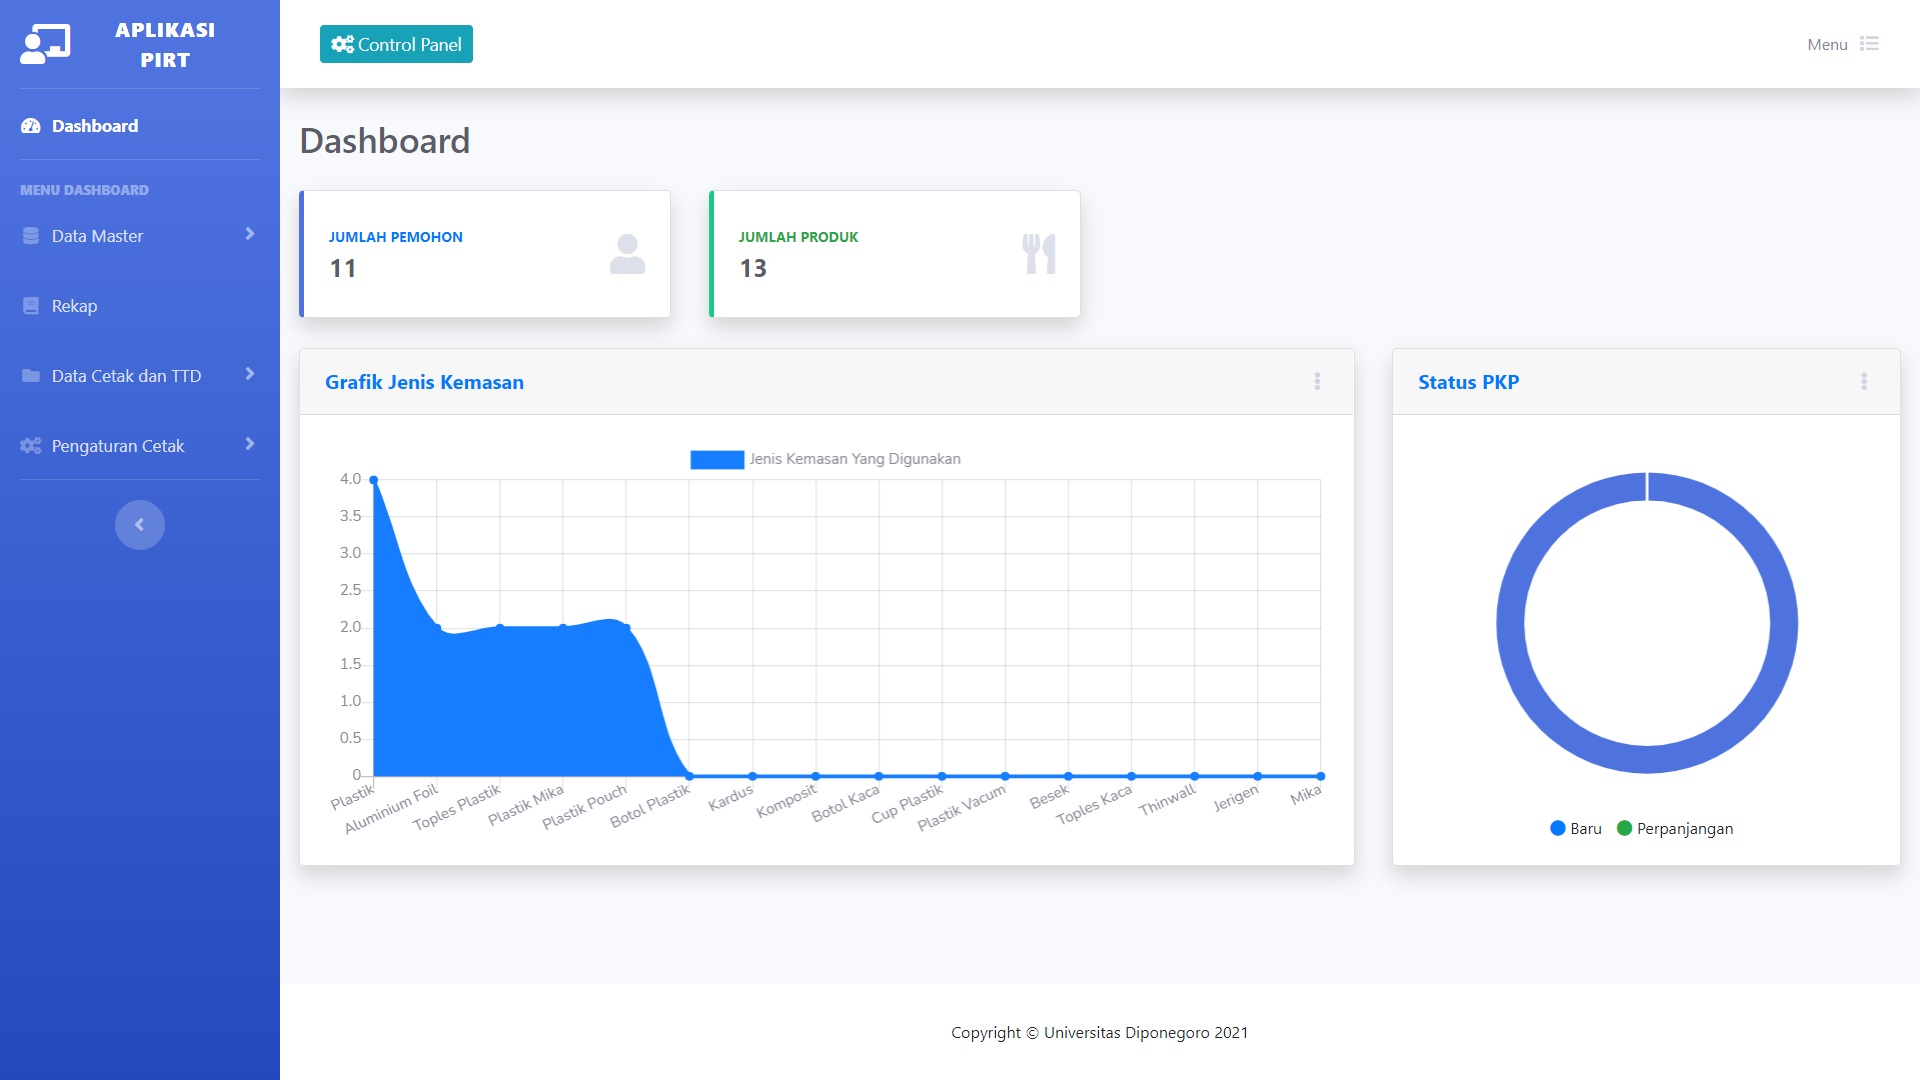 APLIKASI
PIRT
Dashboard
MENU DASHBOARD
Data Master
Rekap
Data Cetak dan TTD
Pengaturan Cetak
Control Panel
Menu
Dashboard
JUMLAH PEMOHON
11
JUMLAH PRODUK
13
Grafik Jenis Kemasan
Jenis Kemasan Yang Digunakan
4.0
3.5
3.0
2.5
2.0
1.5
1.0
0.5
0
Plastik
Aluminium Foil
Toples Plastik
Plastik Mika
Plastik Pouch
Botol Plastik
Kardus
Komposit
Botol Kaca
Cup Plastik
Plastik Vacum
Besek
Toples Kaca
Thinwall
Jerigen
Mika
Status PKP
Baru
Perpanjangan
Copyright © Universitas Diponegoro 2021